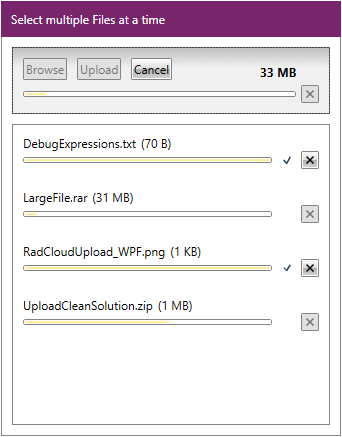 Select multiple Files at a time
Browse Upload Cancel 33 MB
DebugExpressions.txt (70 B)
LargeFile.rar (31 MB)
RadCloudUpload_WPF.png (1 KB)
UploadCleanSolution.zip (1 MB)